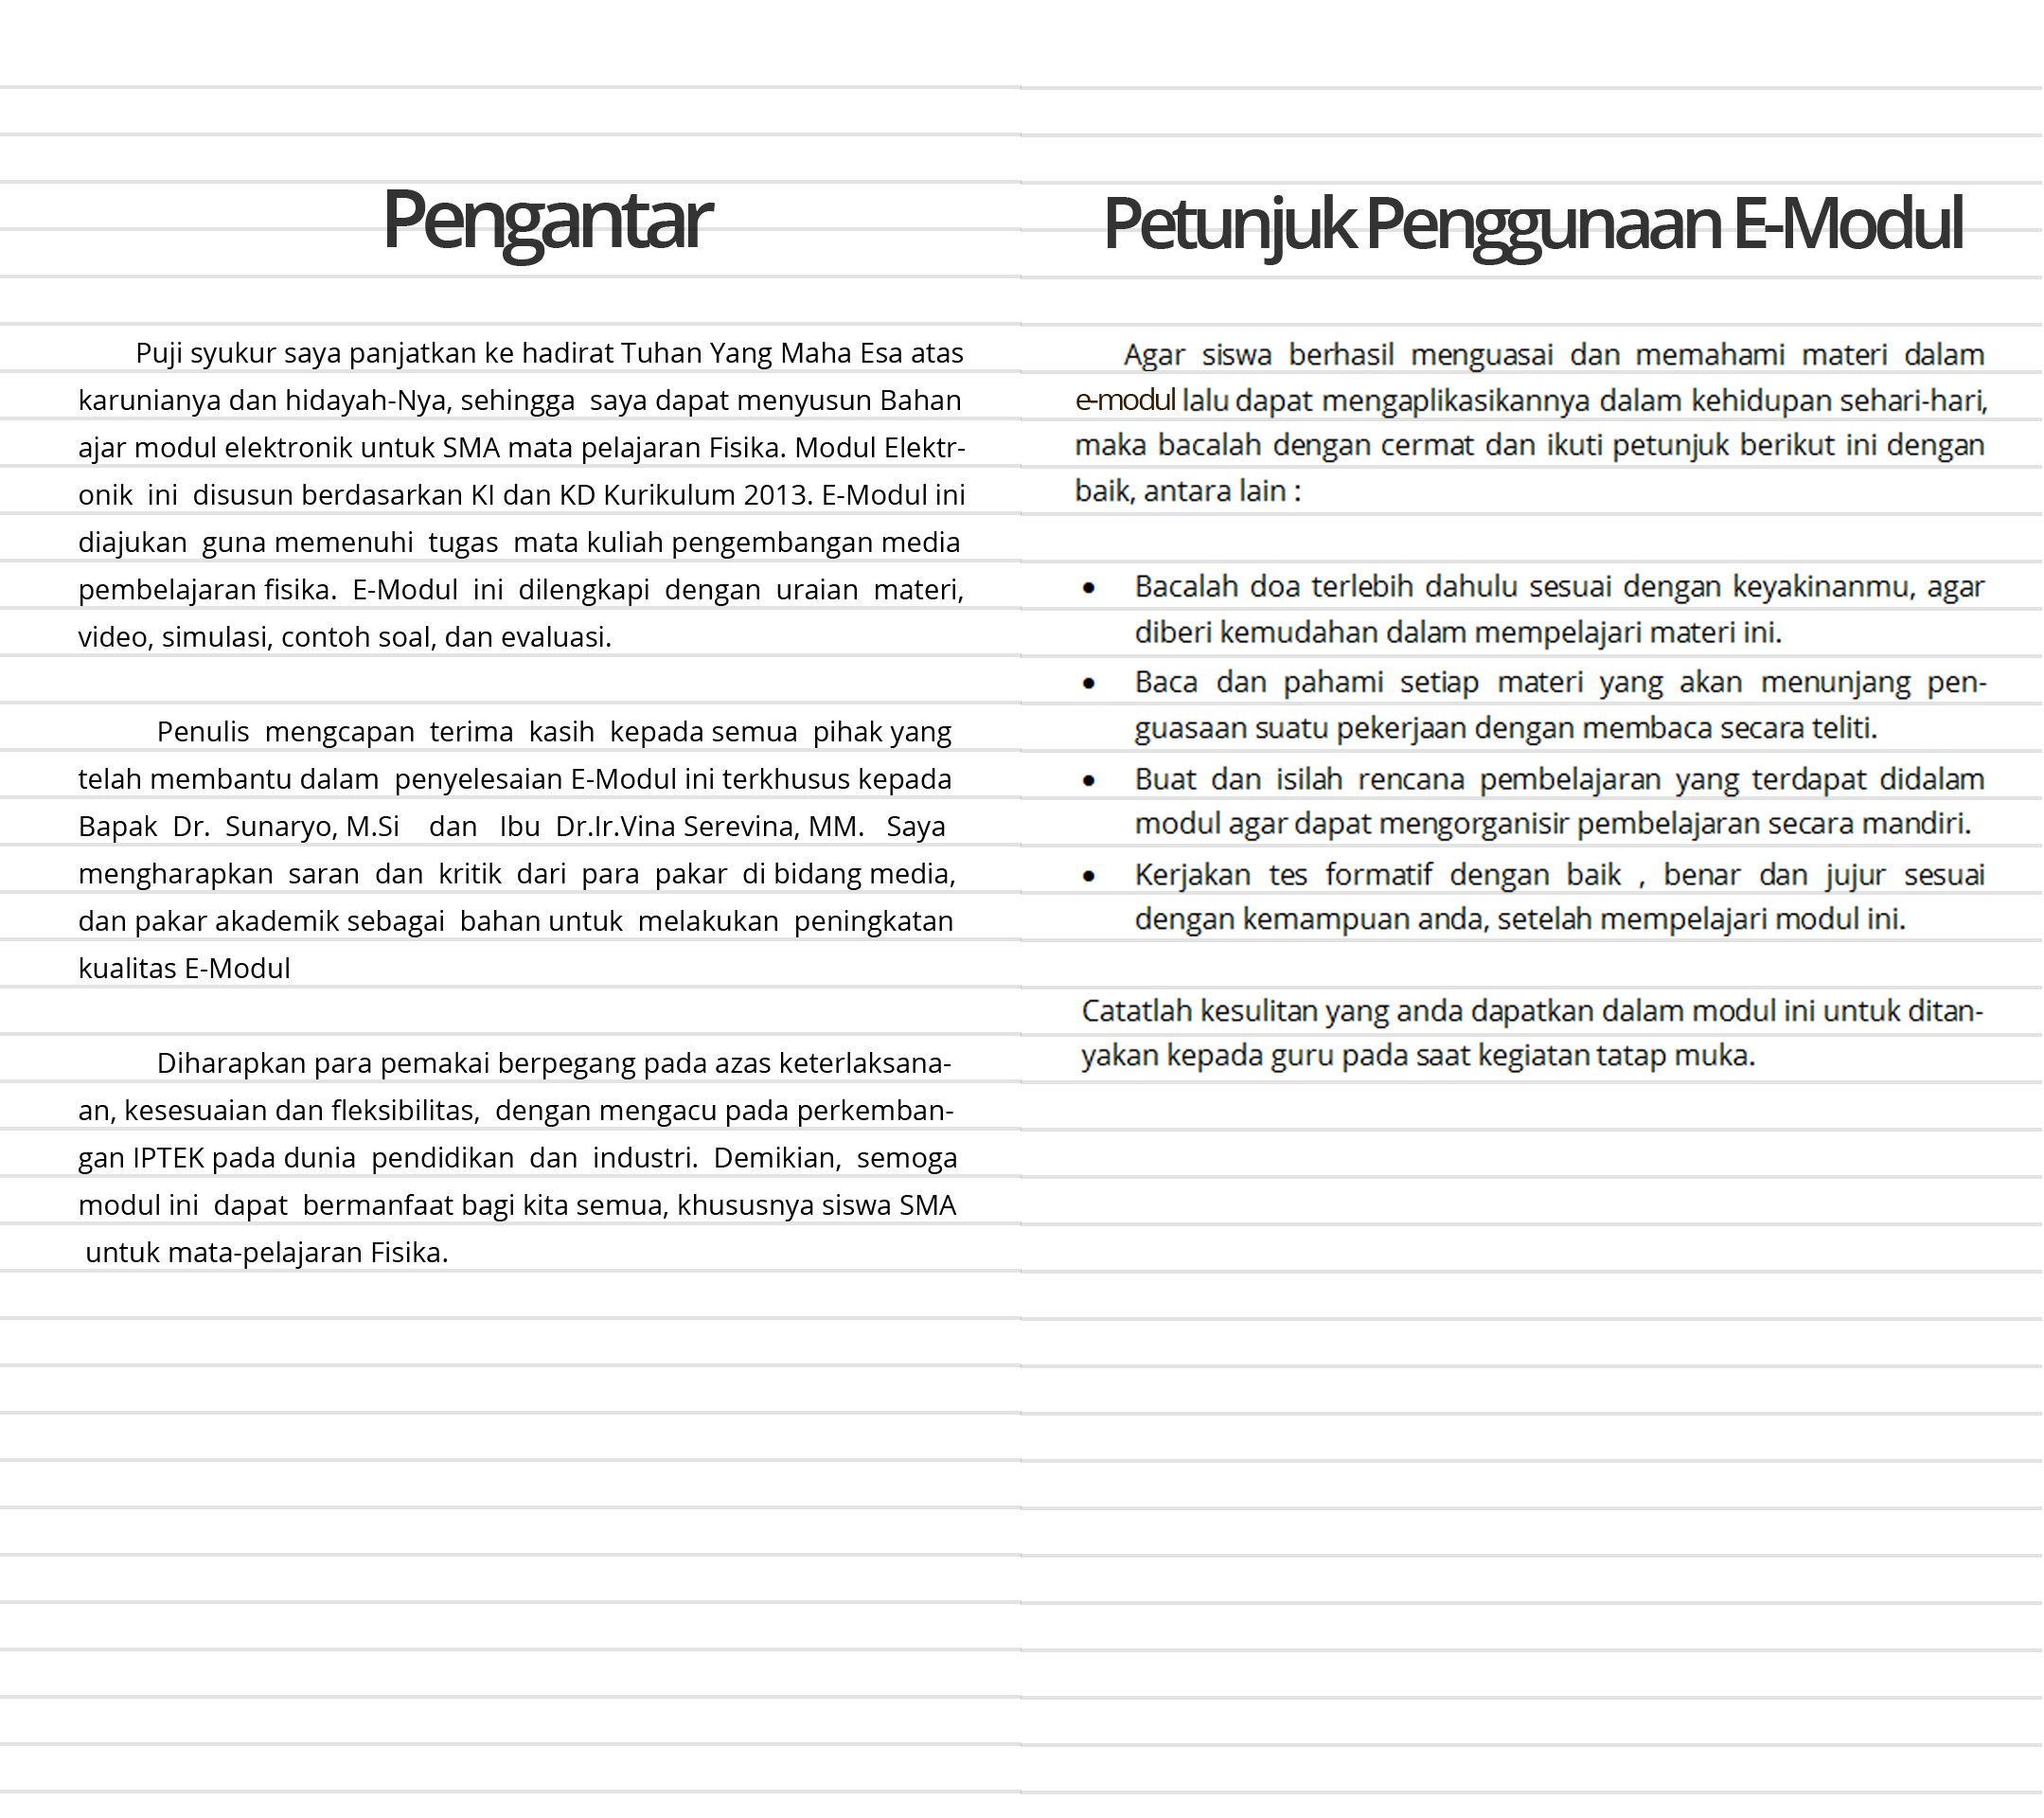 Pengantar
Puji syukur saya panjatkan ke hadirat Tuhan Yang Maha Esa atas
karunianya dan hidayah-Nya, sehingga saya dapat menyusun Bahan
ajar modul elektronik untuk SMA mata pelajaran Fisika. Modul Elektr-
onik ini disusun berdasarkan KI dan KD Kurikulum 2013. E-Modul ini
diajukan guna memenuhi tugas mata kuliah pengembangan media
pembelajaran fisika. E-Modul ini dilengkapi dengan uraian materi,
video, simulasi, contoh soal, dan evaluasi.
Penulis mengcapan terima kasih kepada semua pihak yang
telah membantu dalam penyelesaian E-Modul ini terkhusus kepada
Bapak Dr. Sunaryo, M.Si dan Ibu Dr.Ir.Vina Serevina, MM. Saya
mengharapkan saran dan kritik dari para pakar di bidang media,
dan pakar akademik sebagai bahan untuk melakukan peningkatan
kualitas E-Modul
Diharapkan para pemakai berpegang pada azas keterlaksana-
an, kesesuaian dan fleksibilitas, dengan mengacu pada perkemban-
gan IPTEK pada dunia pendidikan dan industri. Demikian, semoga
modul ini dapat bermanfaat bagi kita semua, khususnya siswa SMA
untuk mata-pelajaran Fisika.
Petunjuk Penggunaan E-Modul
Agar siswa berhasil menguasai dan memahami materi dalam
e-modul lalu dapat mengaplikasikannya dalam kehidupan sehari-hari,
maka bacalah dengan cermat dan ikuti petunjuk berikut ini dengan
baik, antara lain :
• Bacalah doa terlebih dahulu sesuai dengan keyakinanmu, agar
diberi kemudahan dalam mempelajari materi ini.
• Baca dan pahami setiap materi yang akan menunjang pen-
guasaan suatu pekerjaan dengan membaca secara teliti.
• Buat dan isilah rencana pembelajaran yang terdapat didalam
modul agar dapat mengorganisir pembelajaran secara mandiri.
• Kerjakan tes formatif dengan baik , benar dan jujur sesuai
dengan kemampuan anda, setelah mempelajari modul ini.
Catatlah kesulitan yang anda dapatkan dalam modul ini untuk ditan-
yakan kepada guru pada saat kegiatan tatap muka.